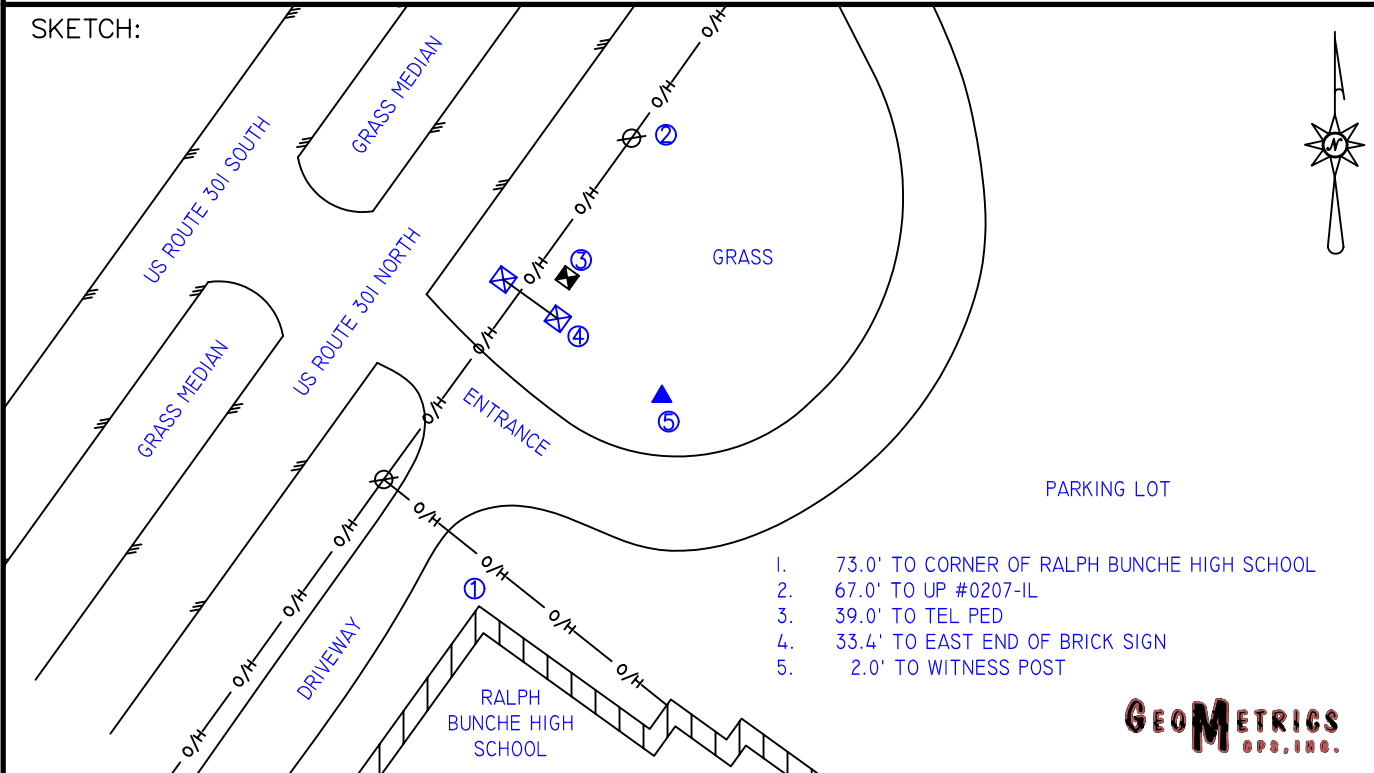 SKETCH:
GRASS MEDIAN
US ROUTE 301 SOUTH
O/H
O/H
2
O/H
GRASS
3
O/H
4
US ROUTE 301 NORTH
O/H
GRASS MEDIAN
O/H
ENTRANCE
5
N
PARKING LOT
O/H
O/H
O/H
1
O/H
O/H
O/H
O/H
O/H
DRIVEWAY
RALPH
BUNCHE HIGH
SCHOOL
1. 73.0' TO CORNER OF RALPH BUNCHE HIGH SCHOOL
2. 67.0' TO UP #0207-IL
3. 39.0' TO TEL PED
4. 33.4' TO EAST END OF BRICK SIGN
5. 2.0' TO WITNESS POST
GEOMETRICS
GPS, INC.